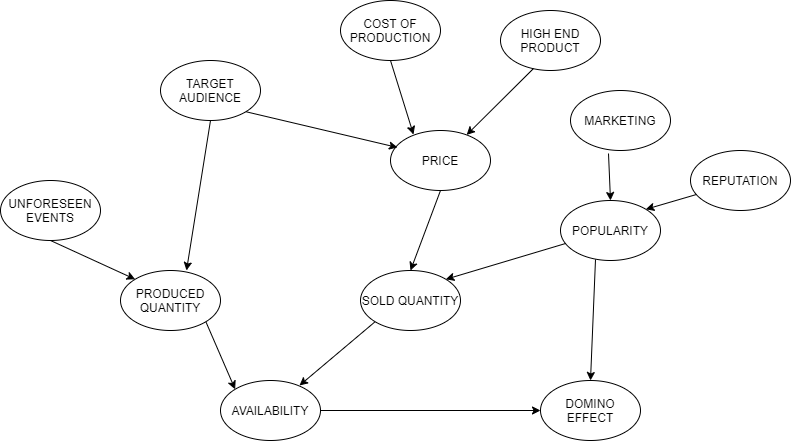 COST OF
PRODUCTION
HIGH END
PRODUCT
TARGET
AUDIENCE
MARKETING
PRICE
REPUTATION
UNFORESEEN
EVENTS
POPULARITY
PRODUCED
QUANTITY
SOLD QUANTITY
AVAILABILITY
DOMINO
EFFECT